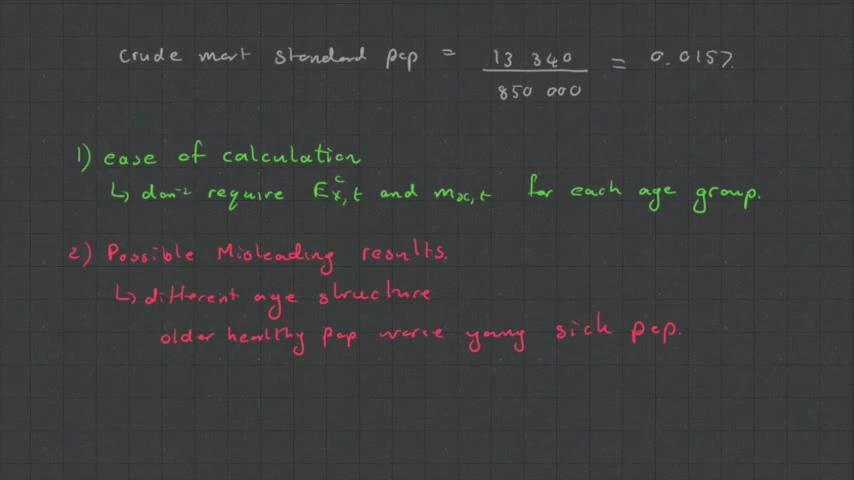 crude mort standard pop = 13 340 / 850 000 = 0.0157.
1) ease of calculation
↳ don't require E^c_x,t and m_x,t for each age group.
2) Possible Misleading results.
↳ different age structure
older healthy pop worse young sick pop.